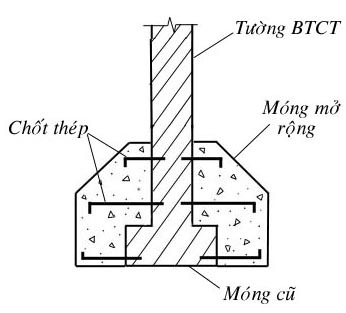 Tường BTCT
Móng mở
rộng
Chốt thép
Móng cũ